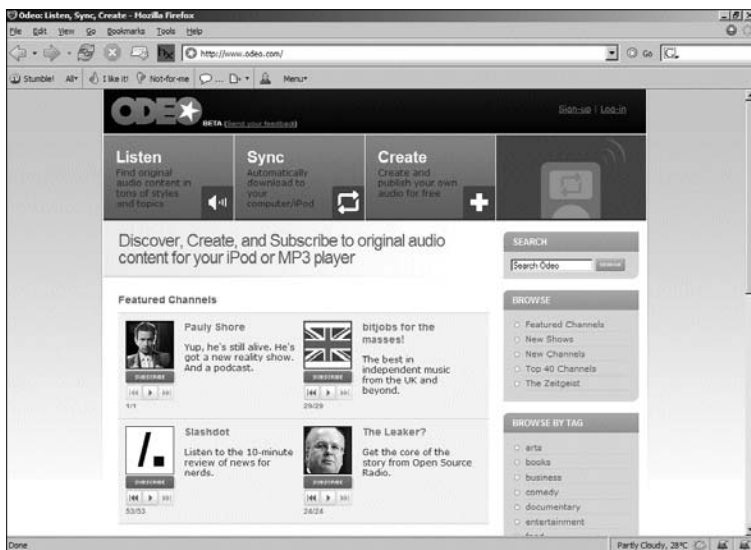 Odeo: Listen, Sync, Create - Mozilla Firefox
File Edit View Go Bookmarks Tools Help
http://www.odeo.com/
Go
Stumble! All I like it! Not-for-me ... Menu
ODEO
BETA (Send your feedback)
Sign-up | Log-in
Listen
Find original
audio content in
tons of styles
and topics
Sync
Automatically
download to
your
computer/iPod
Create
Create and
publish your own
audio for free
Discover, Create, and Subscribe to original audio
content for your iPod or MP3 player
Featured Channels
Pauly Shore
Yup, he's still alive. He's
got a new reality show.
And a podcast.
SUBSCRIBE
1/1
bitjobs for the
masses!
The best in
independent music
from the UK and
beyond.
SUBSCRIBE
29/29
Slashdot
Listen to the 10-minute
review of news for
nerds.
/.
SUBSCRIBE
53/53
The Leaker?
Get the core of the
story from Open Source
Radio.
SUBSCRIBE
24/24
SEARCH
Search Odeo
BROWSE
Featured Channels
New Shows
New Channels
Top 40 Channels
The Zeitgeist
BROWSE BY TAG
arts
books
business
comedy
documentary
entertainment
food
Done
Partly Cloudy, 28ºC